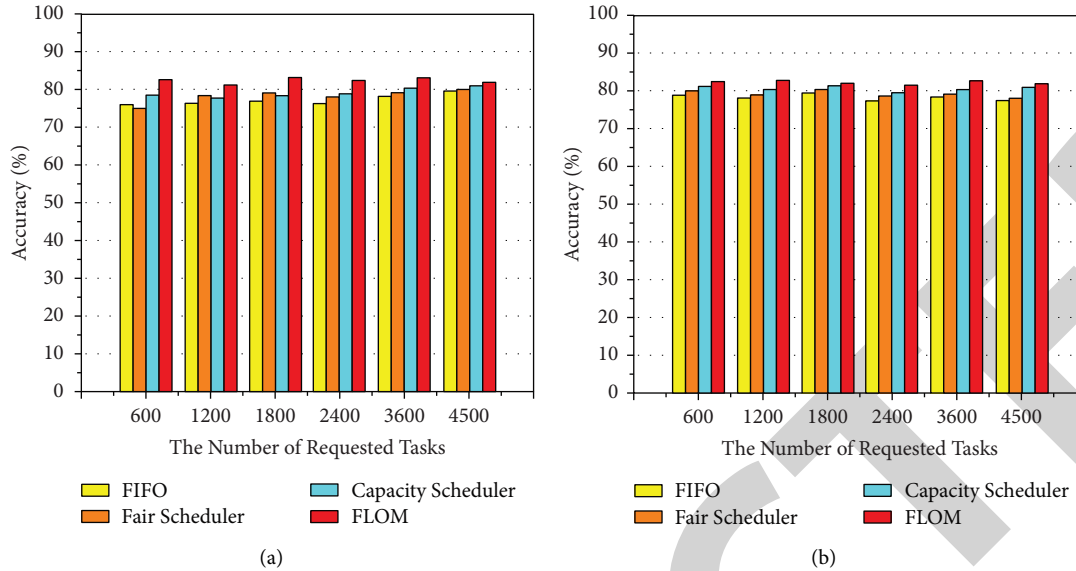 100
90
80
70
60
50
40
30
20
10
0
Accuracy (%)
600 1200 1800 2400 3600 4500
The Number of Requested Tasks
FIFO Capacity Scheduler
Fair Scheduler FLOM
(a)
100
90
80
70
60
50
40
30
20
10
0
Accuracy (%)
600 1200 1800 2400 3600 4500
The Number of Requested Tasks
FIFO Capacity Scheduler
Fair Scheduler FLOM
(b)